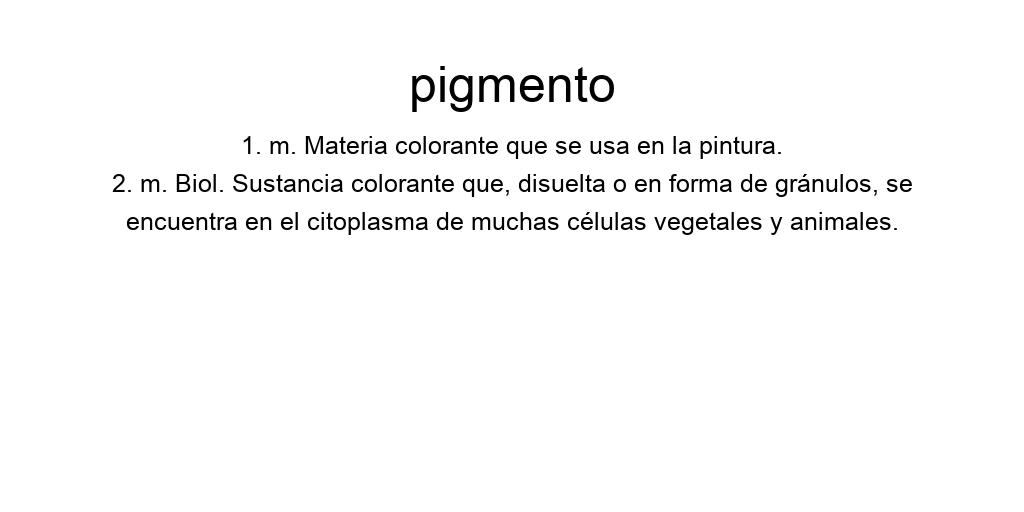 pigmento
1. m. Materia colorante que se usa en la pintura.
2. m. Biol. Sustancia colorante que, disuelta o en forma de gránulos, se
encuentra en el citoplasma de muchas células vegetales y animales.